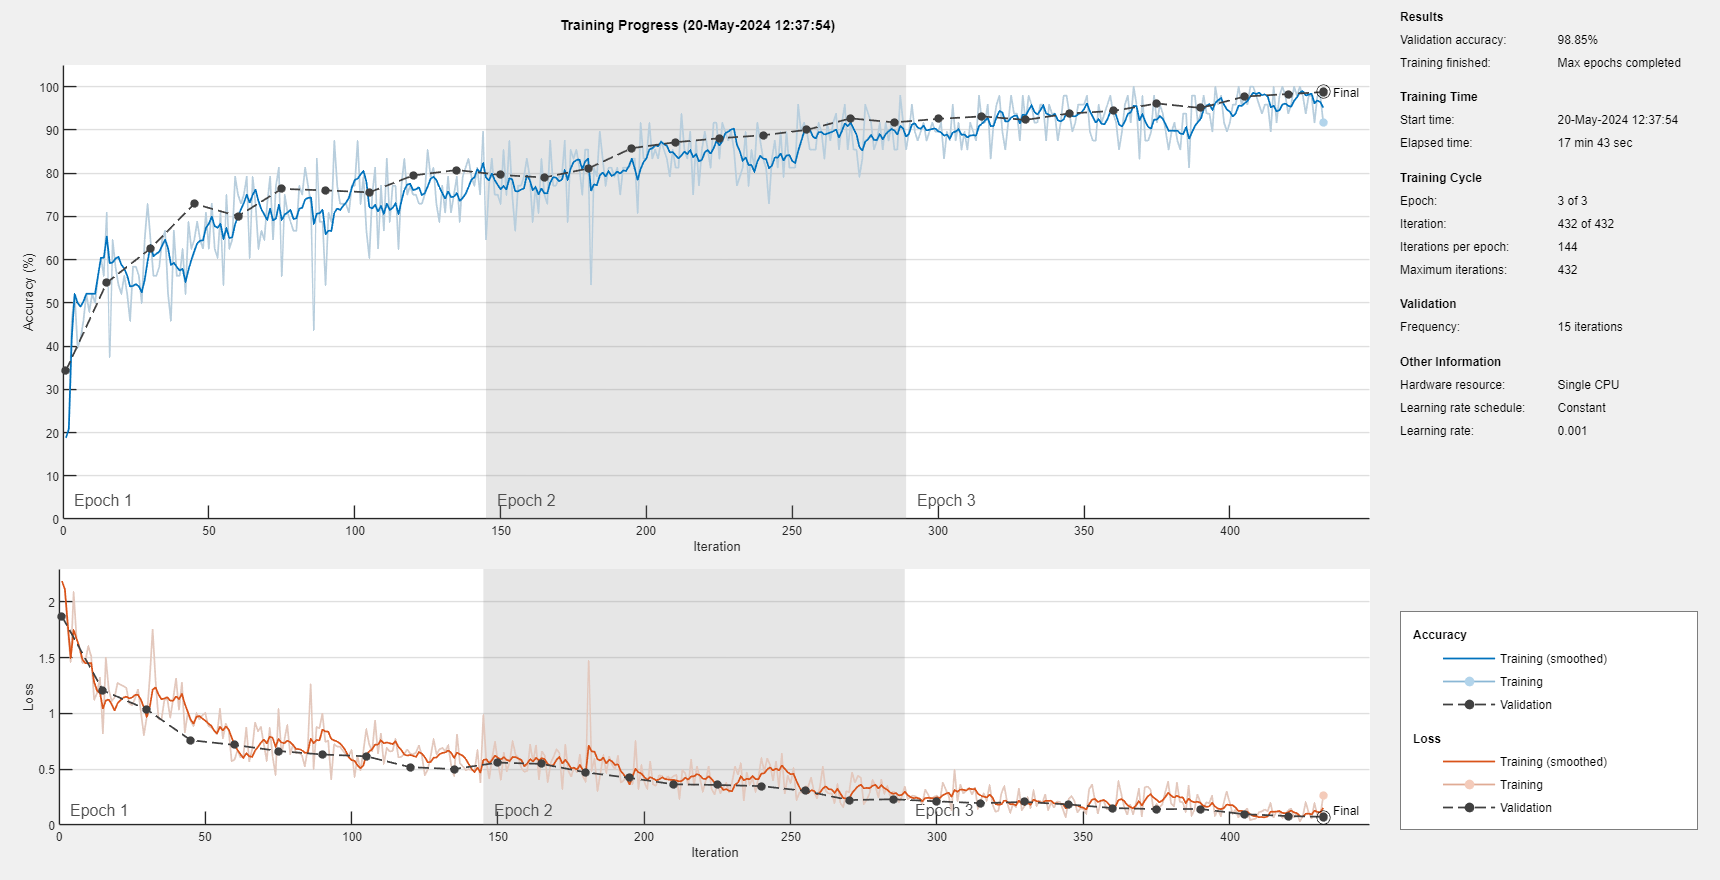 Training Progress (20-May-2024 12:37:54)
100
90
80
70
60
50
40
30
20
10
0
Accuracy (%)
Epoch 1
Epoch 2
Epoch 3
Final
0 50 100 150 200 250 300 350 400
Iteration
2
1.5
1
0.5
0
Loss
Epoch 1
Epoch 2
Epoch 3
Final
0 50 100 150 200 250 300 350 400
Iteration
Results
Validation accuracy: 98.85%
Training finished: Max epochs completed
Training Time
Start time: 20-May-2024 12:37:54
Elapsed time: 17 min 43 sec
Training Cycle
Epoch: 3 of 3
Iteration: 432 of 432
Iterations per epoch: 144
Maximum iterations: 432
Validation
Frequency: 15 iterations
Other Information
Hardware resource: Single CPU
Learning rate schedule: Constant
Learning rate: 0.001
Accuracy
Training (smoothed)
Training
Validation
Loss
Training (smoothed)
Training
Validation